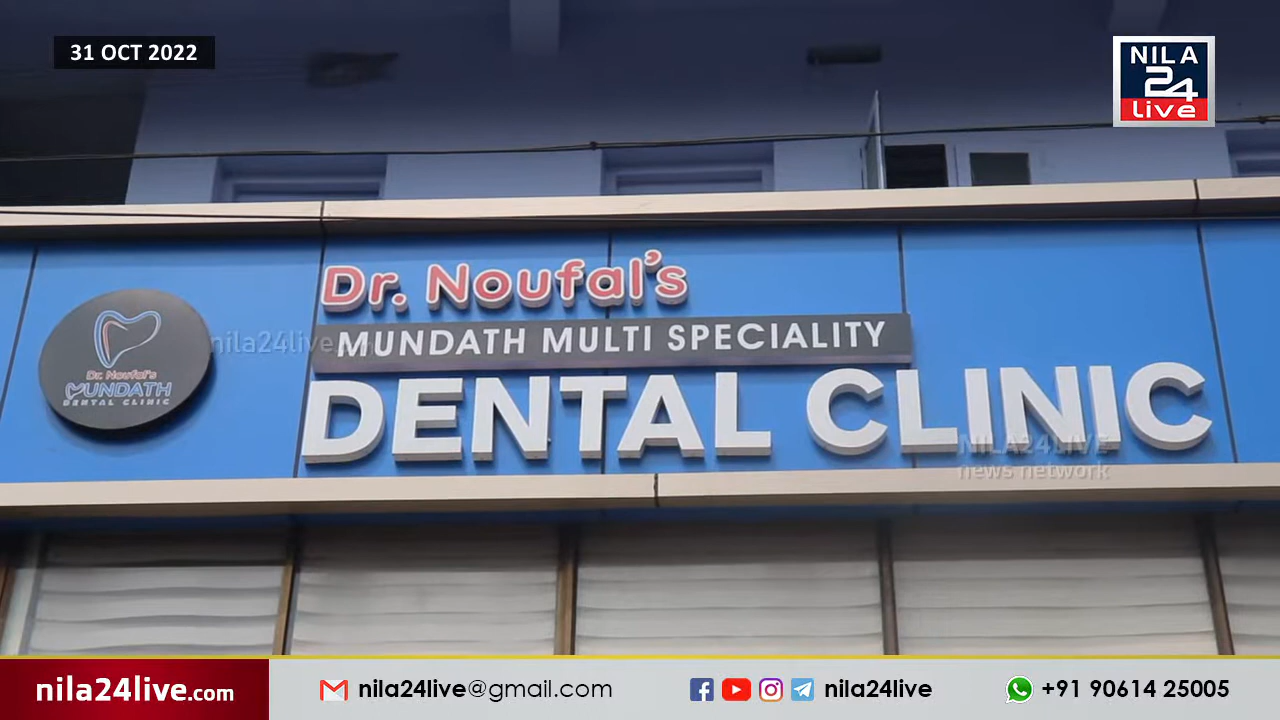 31 OCT 2022
NILA
24
live
Dr. Noufal's
MUNDATH MULTI SPECIALITY
DENTAL CLINIC
Dr. Noufal's
MUNDATH
DENTAL CLINIC
nila24live.com
NILA24LIVE
news network
nila24live.com
nila24live@gmail.com
nila24live
+91 90614 25005